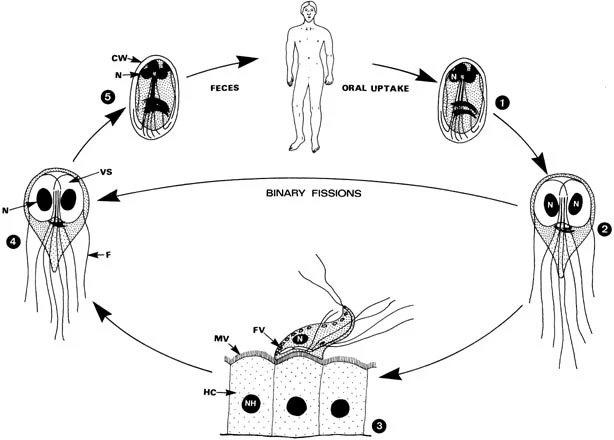 CW
N
N
5
FECES
ORAL UPTAKE
N
1
VS
N
4
F
BINARY FISSIONS
N N
2
FV
N
MV
HC
NH
3